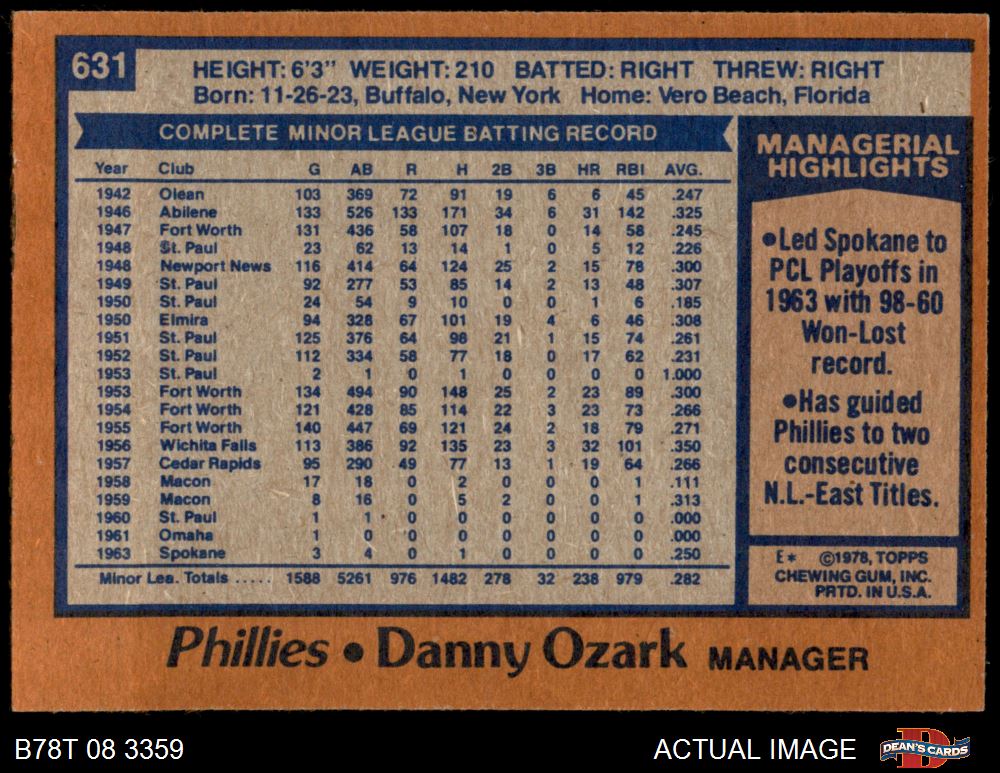 631
HEIGHT: 6'3" WEIGHT: 210 BATTED: RIGHT THREW: RIGHT
Born: 11-26-23, Buffalo, New York Home: Vero Beach, Florida
COMPLETE MINOR LEAGUE BATTING RECORD
Year Club G AB R H 2B 3B HR RBI AVG.
1942 Olean 103 369 72 91 19 6 6 45 .247
1946 Abilene 133 526 133 171 34 6 31 142 .325
1947 Fort Worth 131 436 58 107 18 0 14 58 .245
1948 St. Paul 23 62 13 14 1 0 5 12 .226
1948 Newport News 116 414 64 124 25 2 15 78 .300
1949 St. Paul 92 277 53 85 14 2 13 48 .307
1950 St. Paul 24 54 9 10 0 0 1 6 .185
1950 Elmira 94 328 67 101 19 4 6 46 .308
1951 St. Paul 125 376 64 98 21 1 15 74 .261
1952 St. Paul 112 334 58 77 18 0 17 62 .231
1953 St. Paul 2 1 0 1 0 0 0 0 1.000
1953 Fort Worth 134 494 90 148 25 2 23 89 .300
1954 Fort Worth 121 428 85 114 22 3 23 73 .266
1955 Fort Worth 140 447 69 121 24 2 18 79 .271
1956 Wichita Falls 113 386 92 135 23 3 32 101 .350
1957 Cedar Rapids 95 290 49 77 13 1 19 64 .266
1958 Macon 17 18 0 2 0 0 0 1 .111
1959 Macon 8 16 0 5 2 0 0 1 .313
1960 St. Paul 1 1 0 0 0 0 0 0 .000
1961 Omaha 1 0 0 0 0 0 0 0 .000
1963 Spokane 3 4 0 1 0 0 0 0 .250
Minor Lea. Totals ..... 1588 5261 976 1482 278 32 238 979 .282
MANAGERIAL
HIGHLIGHTS
•Led Spokane to
PCL Playoffs in
1963 with 98-60
Won-Lost
record.
•Has guided
Phillies to two
consecutive
N.L.-East Titles.
E* ©1978, TOPPS
CHEWING GUM, INC.
PRTD. IN U.S.A.
Phillies • Danny Ozark MANAGER
B78T 08 3359
ACTUAL IMAGE
DEAN'S CARDS